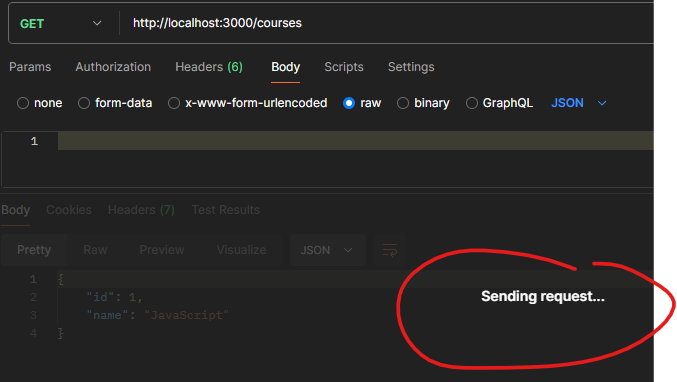 GET http://localhost:3000/courses
Params Authorization Headers (6) Body Scripts Settings
none form-data x-www-form-urlencoded raw binary GraphQL JSON
1
Body Cookies Headers (7) Test Results
Pretty Raw Preview Visualize JSON
1 {
2 "id": 1,
3 "name": "JavaScript"
4 }
Sending request...